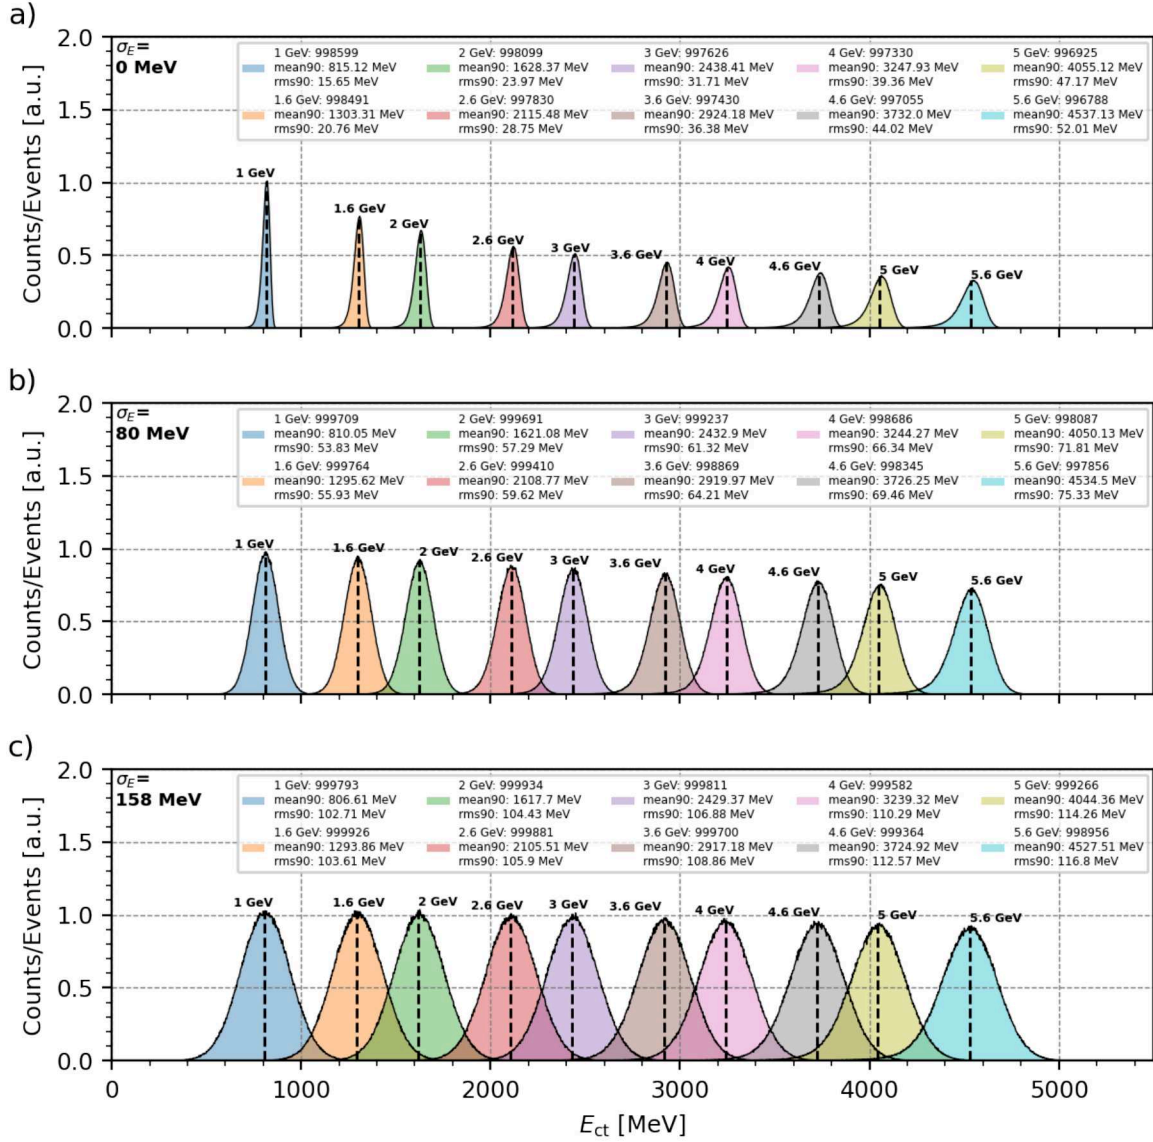 a)
2.0
σE=
0 MeV
1 GeV: 998599
mean90: 815.12 MeV
rms90: 15.65 MeV
1.6 GeV: 998491
mean90: 1303.31 MeV
rms90: 20.76 MeV
2 GeV: 998099
mean90: 1628.37 MeV
rms90: 23.97 MeV
2.6 GeV: 997830
mean90: 2115.48 MeV
rms90: 28.75 MeV
3 GeV: 997626
mean90: 2438.41 MeV
rms90: 31.71 MeV
3.6 GeV: 997430
mean90: 2924.18 MeV
rms90: 36.38 MeV
4 GeV: 997330
mean90: 3247.93 MeV
rms90: 39.36 MeV
4.6 GeV: 997055
mean90: 3732.0 MeV
rms90: 44.02 MeV
5 GeV: 996925
mean90: 4055.12 MeV
rms90: 47.17 MeV
5.6 GeV: 996788
mean90: 4537.13 MeV
rms90: 52.01 MeV
1.5
1.0
0.5
0.0
Counts/Events [a.u.]
1 GeV
1.6 GeV
2 GeV
2.6 GeV
3 GeV
3.6 GeV
4 GeV
4.6 GeV
5 GeV
5.6 GeV
b)
2.0
σE=
80 MeV
1 GeV: 999709
mean90: 810.05 MeV
rms90: 53.83 MeV
1.6 GeV: 999764
mean90: 1295.62 MeV
rms90: 55.93 MeV
2 GeV: 999691
mean90: 1621.08 MeV
rms90: 57.29 MeV
2.6 GeV: 999410
mean90: 2108.77 MeV
rms90: 59.62 MeV
3 GeV: 999237
mean90: 2432.9 MeV
rms90: 61.32 MeV
3.6 GeV: 998869
mean90: 2919.97 MeV
rms90: 64.21 MeV
4 GeV: 998686
mean90: 3244.27 MeV
rms90: 66.34 MeV
4.6 GeV: 998345
mean90: 3726.25 MeV
rms90: 69.46 MeV
5 GeV: 998087
mean90: 4050.13 MeV
rms90: 71.81 MeV
5.6 GeV: 997856
mean90: 4534.5 MeV
rms90: 75.33 MeV
1.5
1.0
0.5
0.0
Counts/Events [a.u.]
1 GeV
1.6 GeV
2 GeV
2.6 GeV
3 GeV
3.6 GeV
4 GeV
4.6 GeV
5 GeV
5.6 GeV
c)
2.0
σE=
158 MeV
1 GeV: 999793
mean90: 806.61 MeV
rms90: 102.71 MeV
1.6 GeV: 999926
mean90: 1293.86 MeV
rms90: 103.61 MeV
2 GeV: 999934
mean90: 1617.7 MeV
rms90: 104.43 MeV
2.6 GeV: 999881
mean90: 2105.51 MeV
rms90: 105.9 MeV
3 GeV: 999811
mean90: 2429.37 MeV
rms90: 106.88 MeV
3.6 GeV: 999700
mean90: 2917.18 MeV
rms90: 108.86 MeV
4 GeV: 999582
mean90: 3239.32 MeV
rms90: 110.29 MeV
4.6 GeV: 999364
mean90: 3724.92 MeV
rms90: 112.57 MeV
5 GeV: 999266
mean90: 4044.36 MeV
rms90: 114.26 MeV
5.6 GeV: 998956
mean90: 4527.51 MeV
rms90: 116.8 MeV
1.5
1.0
0.5
0.0
Counts/Events [a.u.]
1 GeV
1.6 GeV
2 GeV
2.6 GeV
3 GeV
3.6 GeV
4 GeV
4.6 GeV
5 GeV
5.6 GeV
0 1000 2000 3000 4000 5000
Ect [MeV]